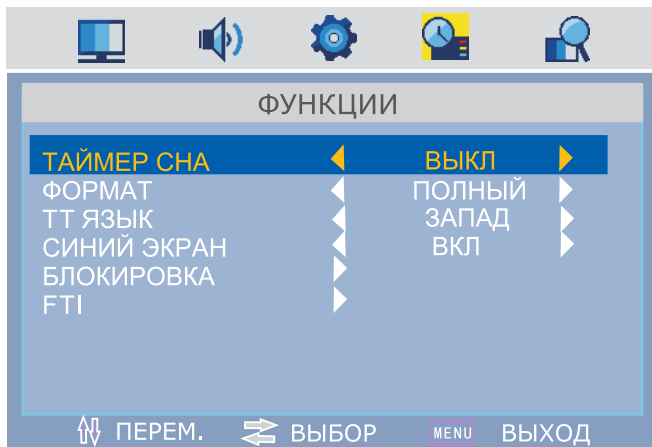 ФУНКЦИИ
ТАЙМЕР СНА ВЫКЛ
ФОРМАТ ПОЛНЫЙ
ТТ ЯЗЫК ЗАПАД
СИНИЙ ЭКРАН ВКЛ
БЛОКИРОВКА
FTI
ПЕРЕМ. ВЫБОР MENU ВЫХОД